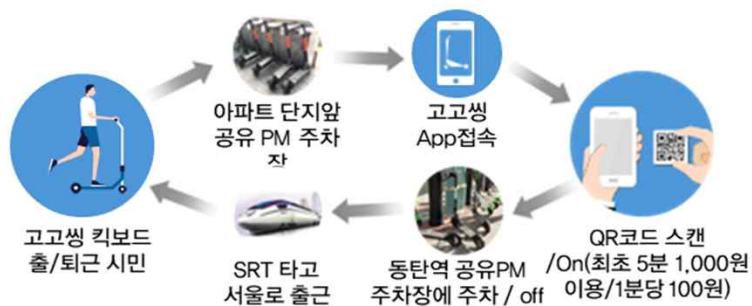 아파트 단지앞
공유 PM 주차
장
고고씽
App접속
고고씽 킥보드
출/퇴근 시민
SRT 타고
서울로 출근
동탄역 공유PM
주차장에 주차 / off
QR코드 스캔
/On(최초 5분 1,000원
이용/1분당 100원)